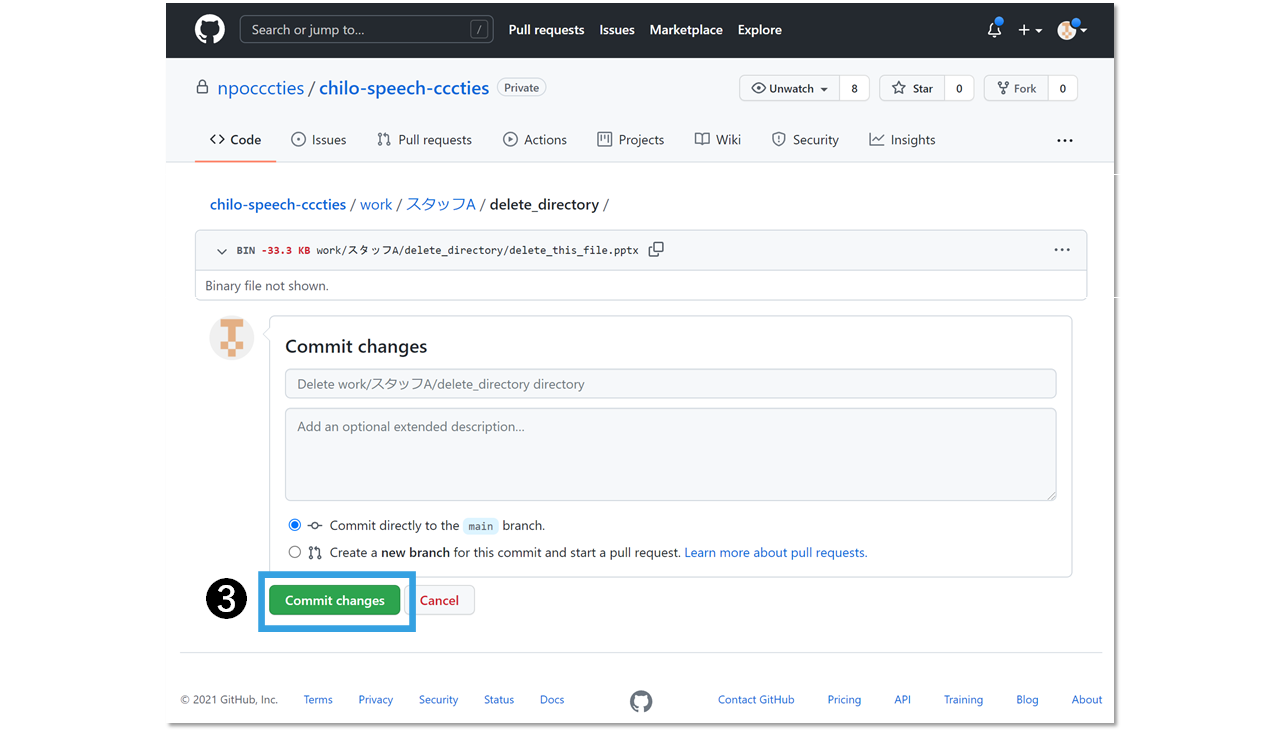 Search or jump to... /
Pull requests Issues Marketplace Explore
npocccties / chilo-speech-cccties Private
Unwatch 8 Star 0 Fork 0
Code Issues Pull requests Actions Projects Wiki Security Insights ...
chilo-speech-cccties / work / スタッフA / delete_directory /
BIN -33.3 KB work/スタッフA/delete_directory/delete_this_file.pptx ...
Binary file not shown.
Commit changes
Delete work/スタッフA/delete_directory directory
Add an optional extended description...
Commit directly to the main branch.
Create a new branch for this commit and start a pull request. Learn more about pull requests.
3 Commit changes Cancel
© 2021 GitHub, Inc. Terms Privacy Security Status Docs Contact GitHub Pricing API Training Blog About